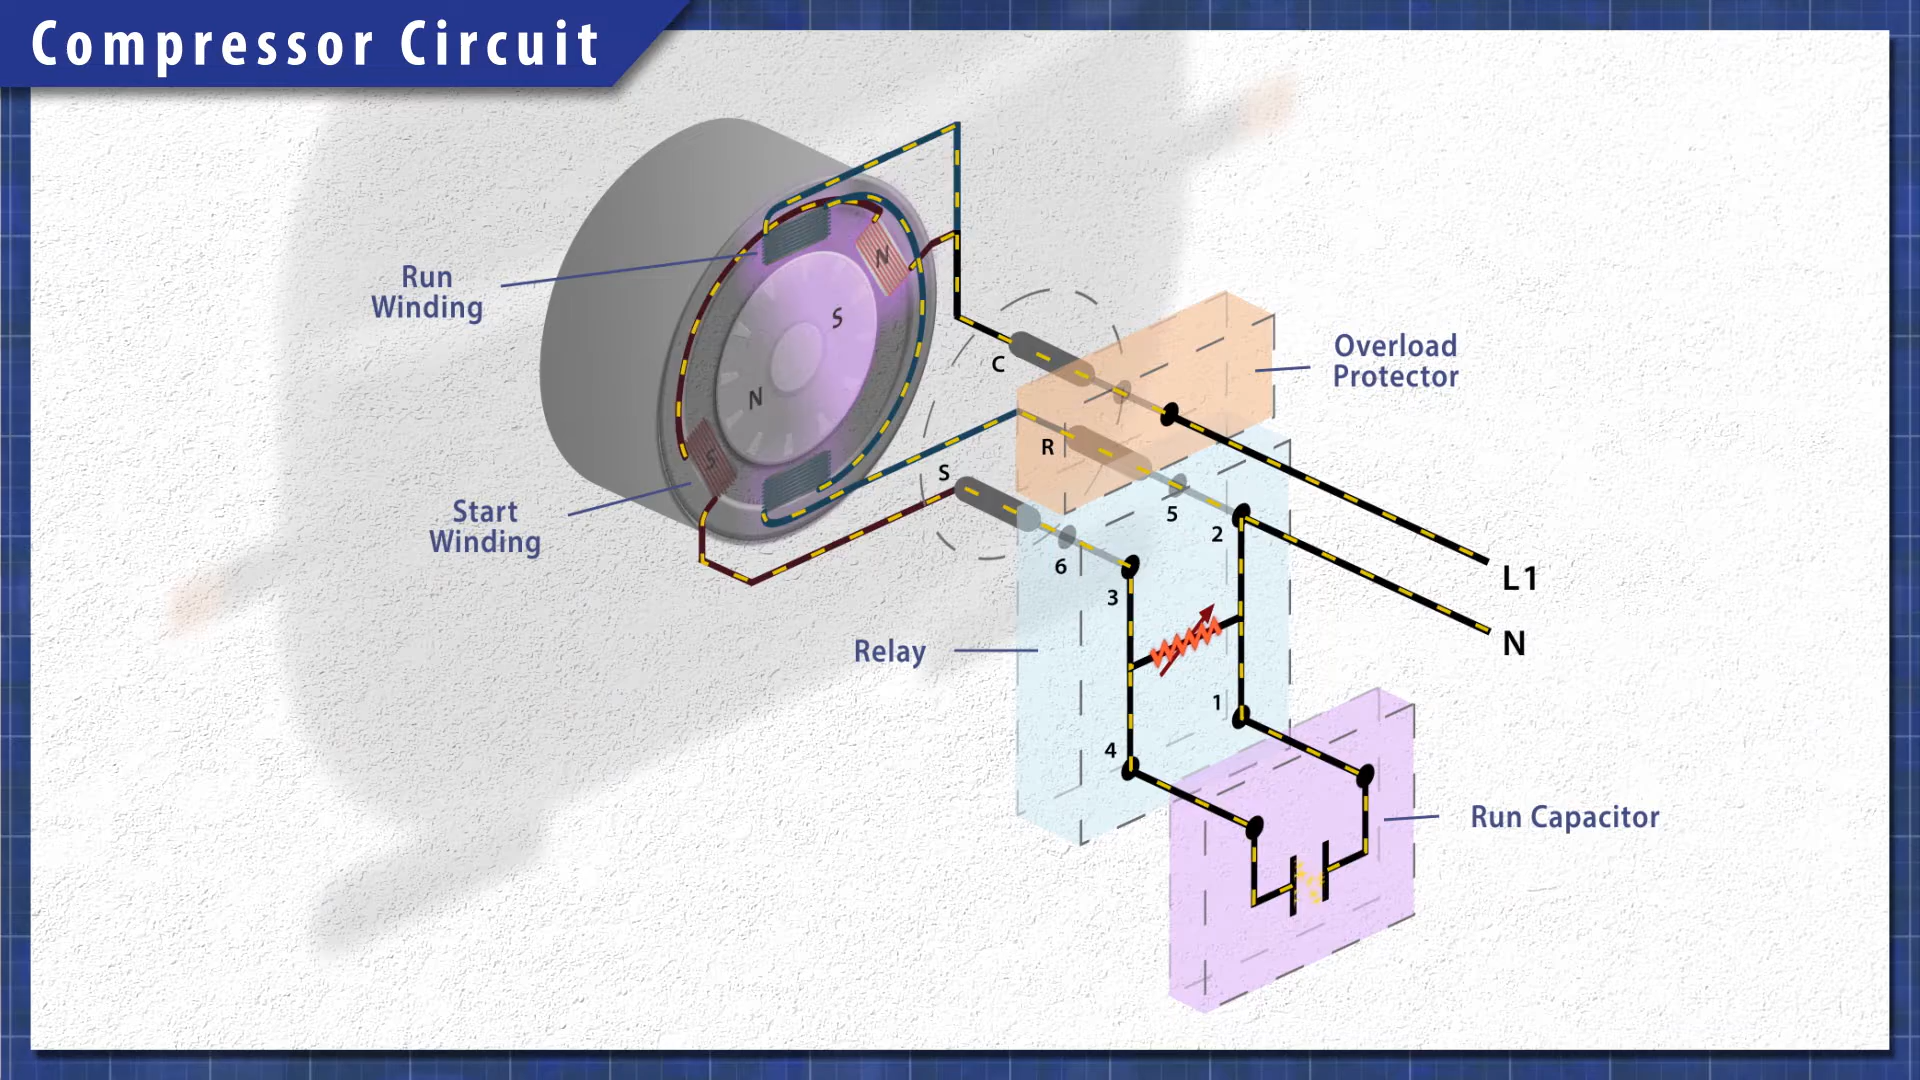 Compressor Circuit
N
Run
Winding
S
C
Overload
Protector
N
R
S
S
Start
Winding
5
2
6
L1
3
N
Relay
1
4
Run Capacitor